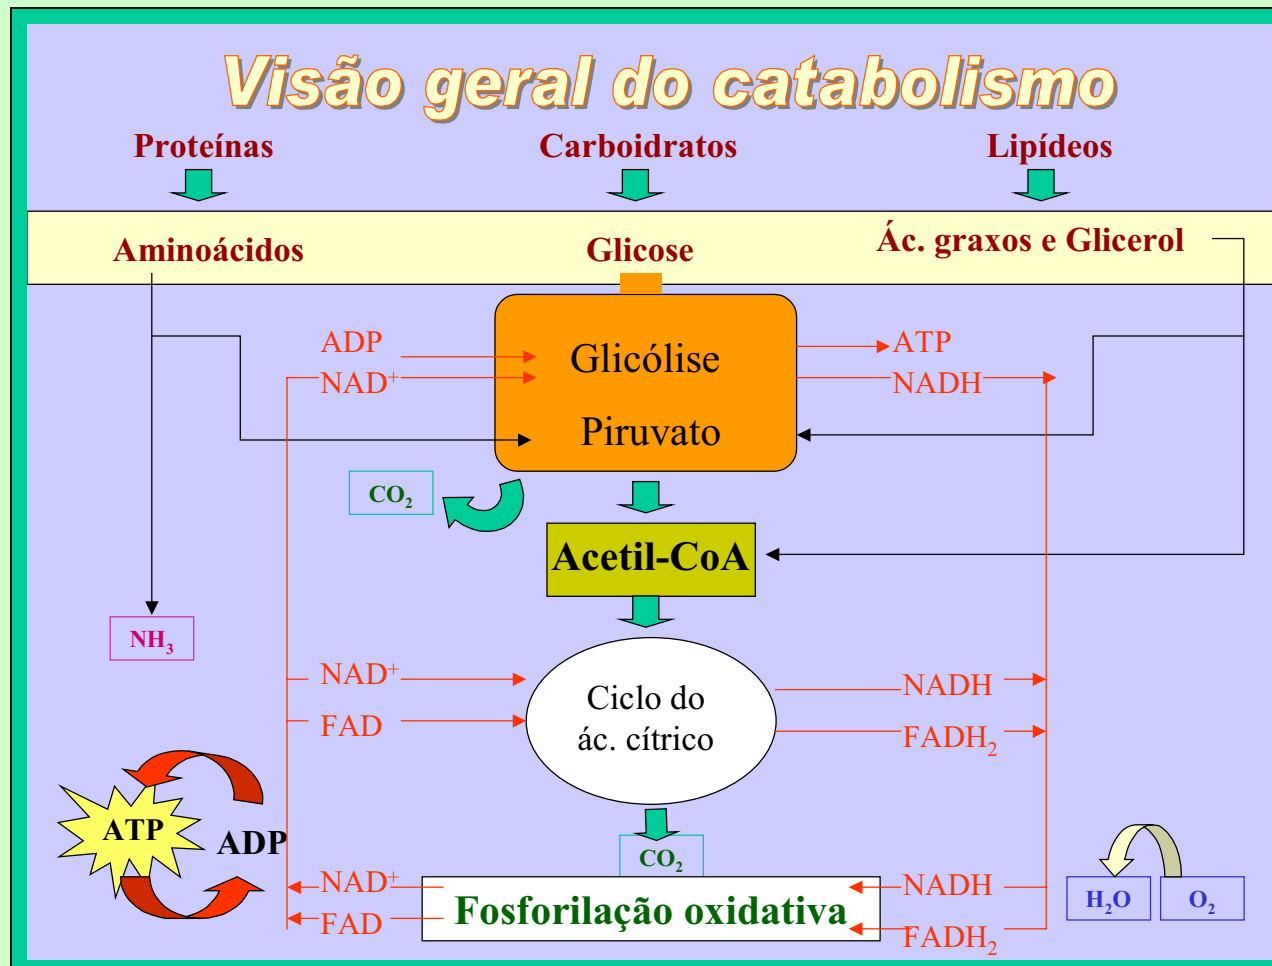 Visão geral do catabolismo
Proteínas
Carboidratos
Lipídeos
Aminoácidos
Glicose
Ác. graxos e Glicerol
ADP
NAD⁺
Glicólise
Piruvato
ATP
NADH
CO₂
Acetil-CoA
NH₃
NAD⁺
FAD
Ciclo do
ác. cítrico
NADH
FADH₂
ATP
ADP
CO₂
NAD⁺
FAD
Fosforilação oxidativa
NADH
FADH₂
H₂O
O₂